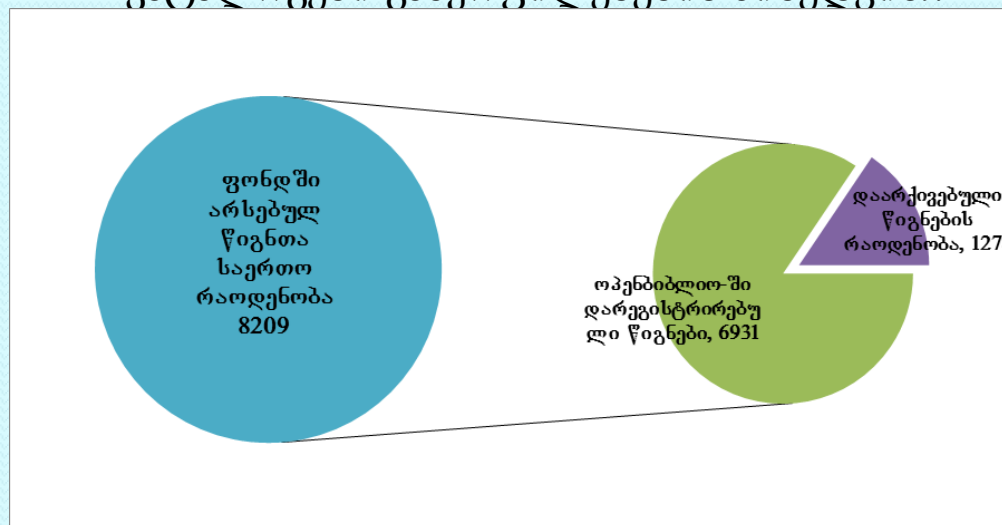 ფონდში
არსებულ
წიგნთა
საერთო
რაოდენობა
8209
დაარქივებული
წიგნების
რაოდენობა, 127
ოპენბიბლიო-ში
დარეგისტრირებუ
ლი წიგნები, 6931